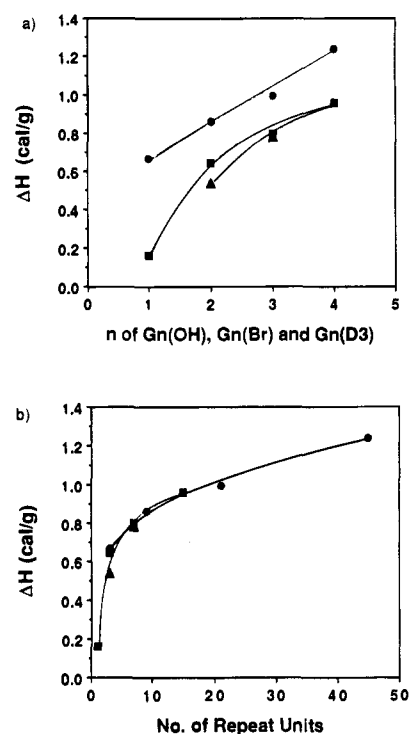 a)
1.4
1.2
1.0
0.8
0.6
0.4
0.2
0.0
ΔH (cal/g)
0 1 2 3 4 5
n of Gn(OH), Gn(Br) and Gn(D3)
b)
1.4
1.2
1.0
0.8
0.6
0.4
0.2
0.0
ΔH (cal/g)
0 10 20 30 40 50
No. of Repeat Units